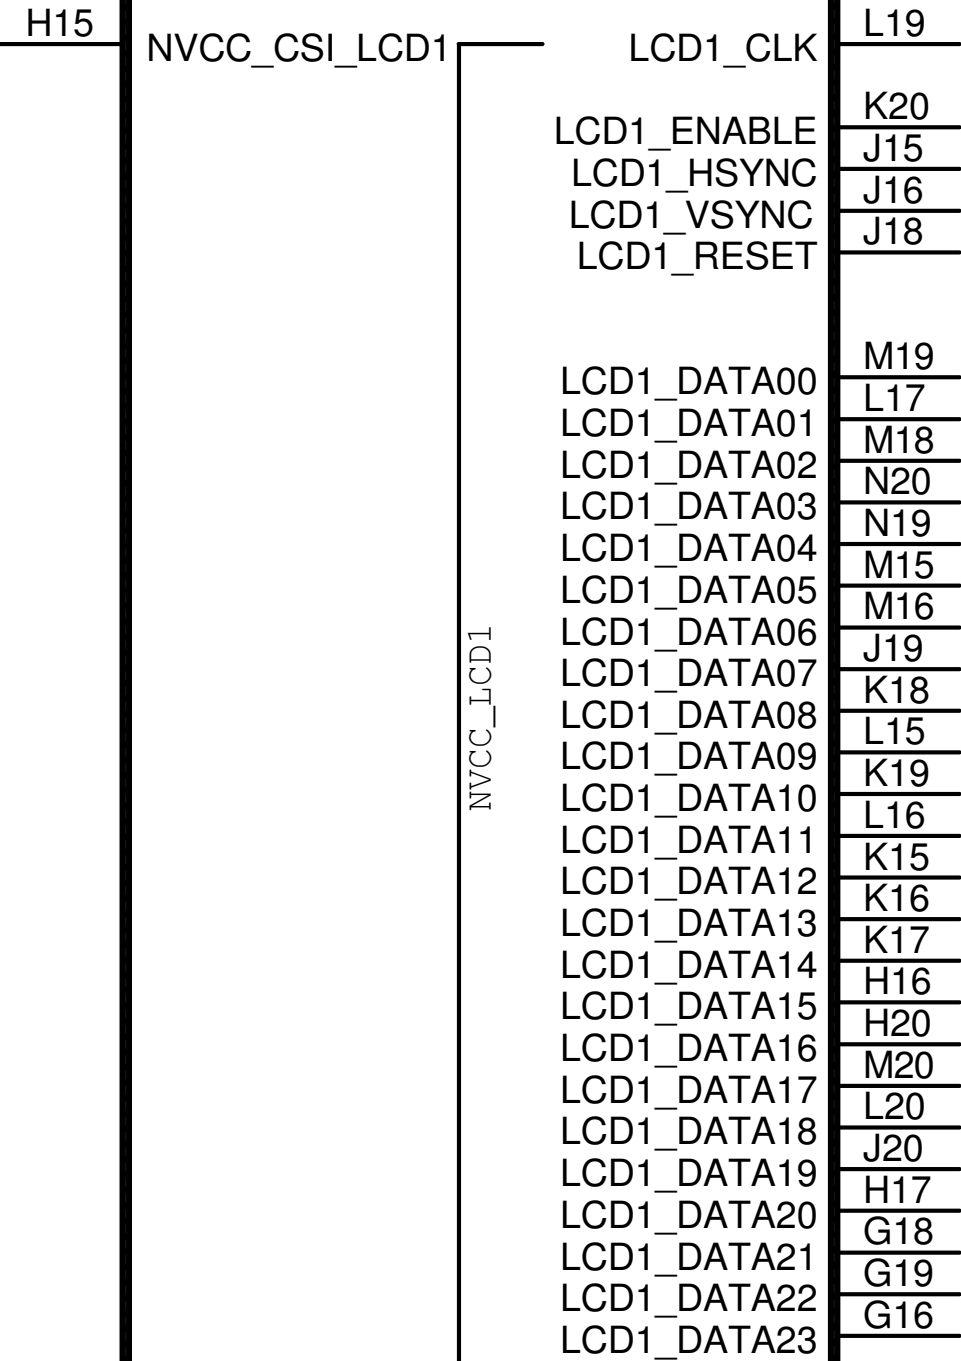 H15 NVCC_CSI_LCD1 LCD1_CLK L19
LCD1_ENABLE K20
LCD1_HSYNC J15
LCD1_VSYNC J16
LCD1_RESET J18
LCD1_DATA00 M19
LCD1_DATA01 L17
LCD1_DATA02 M18
LCD1_DATA03 N20
LCD1_DATA04 N19
LCD1_DATA05 M15
LCD1_DATA06 M16
LCD1_DATA07 J19
LCD1_DATA08 K18
LCD1_DATA09 L15
LCD1_DATA10 K19
LCD1_DATA11 L16
LCD1_DATA12 K15
LCD1_DATA13 K16
LCD1_DATA14 K17
LCD1_DATA15 H16
LCD1_DATA16 H20
LCD1_DATA17 M20
LCD1_DATA18 L20
LCD1_DATA19 J20
LCD1_DATA20 H17
LCD1_DATA21 G18
LCD1_DATA22 G19
LCD1_DATA23 G16
NVCC_LCD1